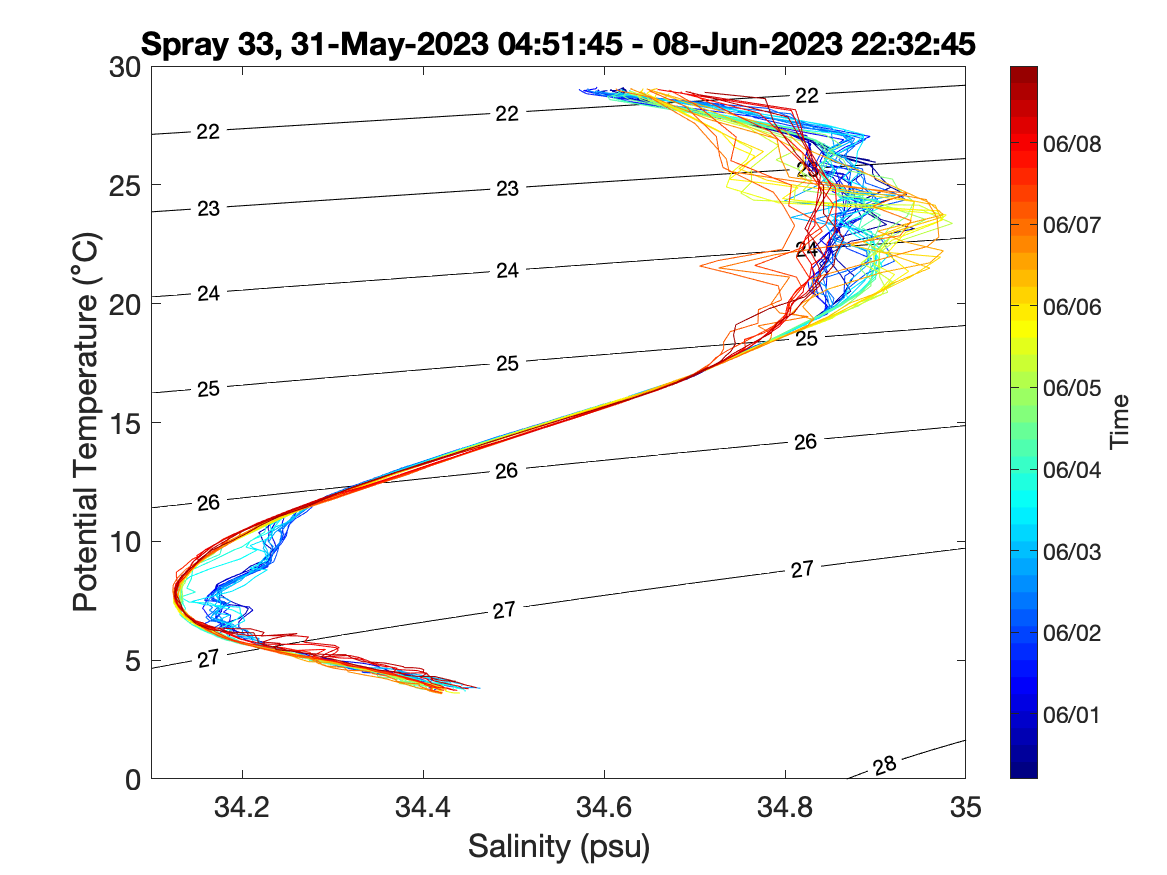 Spray 33, 31-May-2023 04:51:45 - 08-Jun-2023 22:32:45
30
25
20
15
10
5
0
Potential Temperature (°C)
34.2 34.4 34.6 34.8 35
Salinity (psu)
22 22 22
23 23 23
24 24 24
25 25 25
26 26 26
27 27 27
28
06/08
06/07
06/06
06/05
06/04
06/03
06/02
06/01
Time